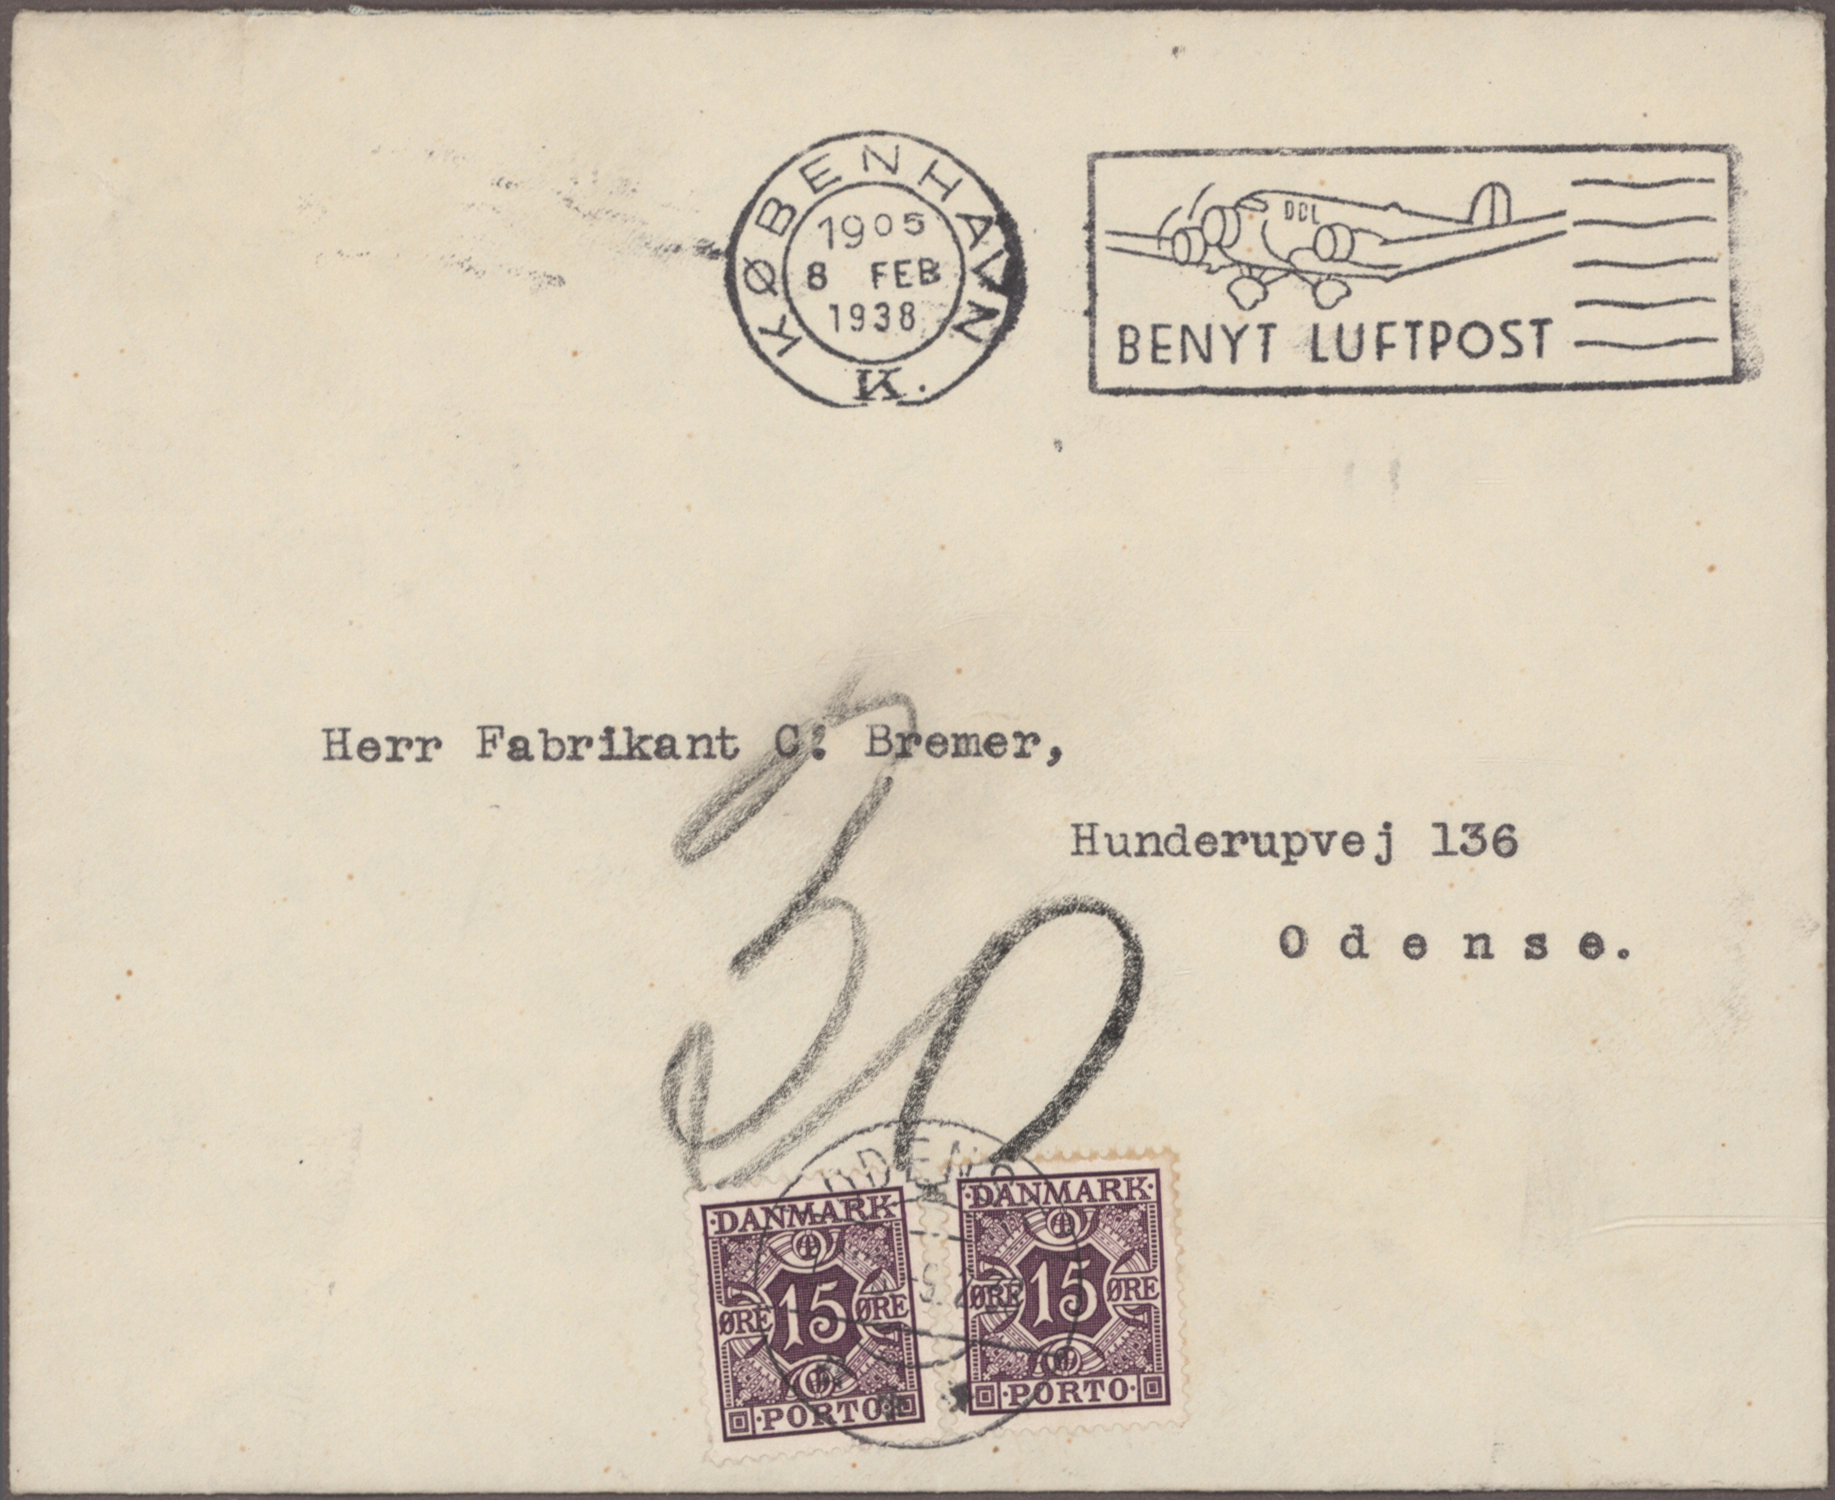 KØBENHAVN
1905
8 FEB
1938
K.
DDL
BENYT LUFTPOST
Herr Fabrikant C. Bremer,
Hunderupvej 136
Odense.
30
ODENS
·DANMARK·
15
ØRE ØRE
·PORTO·
·DANMARK·
15
ØRE ØRE
·PORTO·